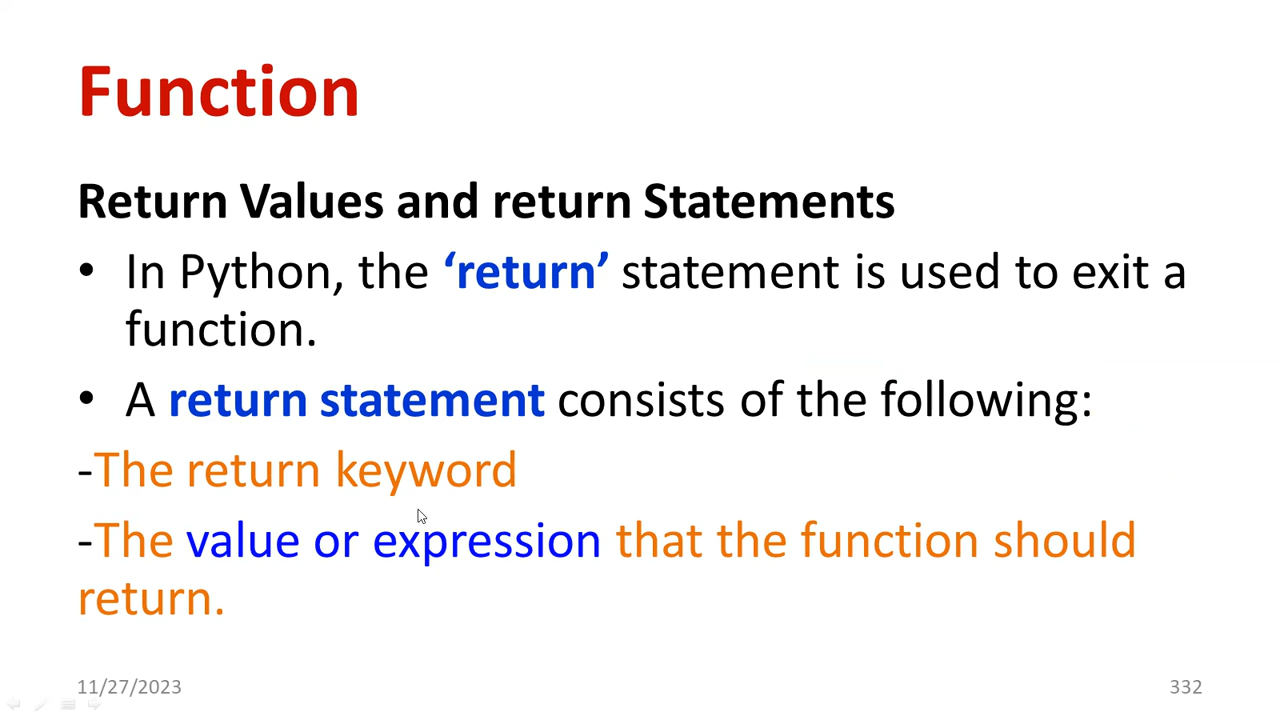 Function
Return Values and return Statements
• In Python, the ‘return’ statement is used to exit a
function.
• A return statement consists of the following:
-The return keyword
-The value or expression that the function should
return.
11/27/2023
332